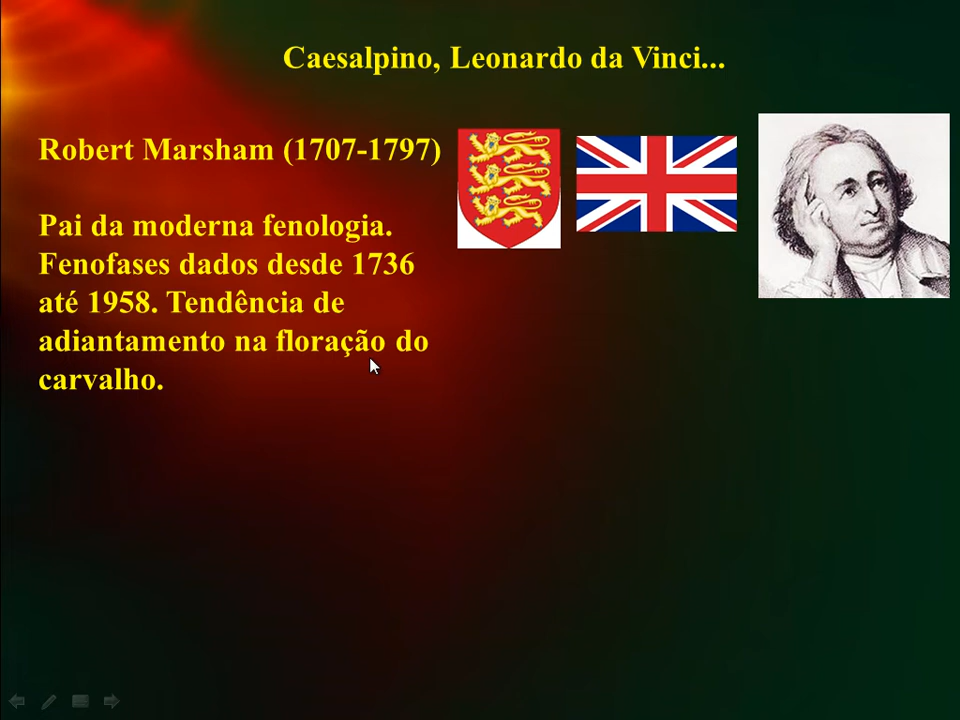 Caesalpino, Leonardo da Vinci...
Robert Marsham (1707-1797)
Pai da moderna fenologia.
Fenofases dados desde 1736
até 1958. Tendência de
adiantamento na floração do
carvalho.